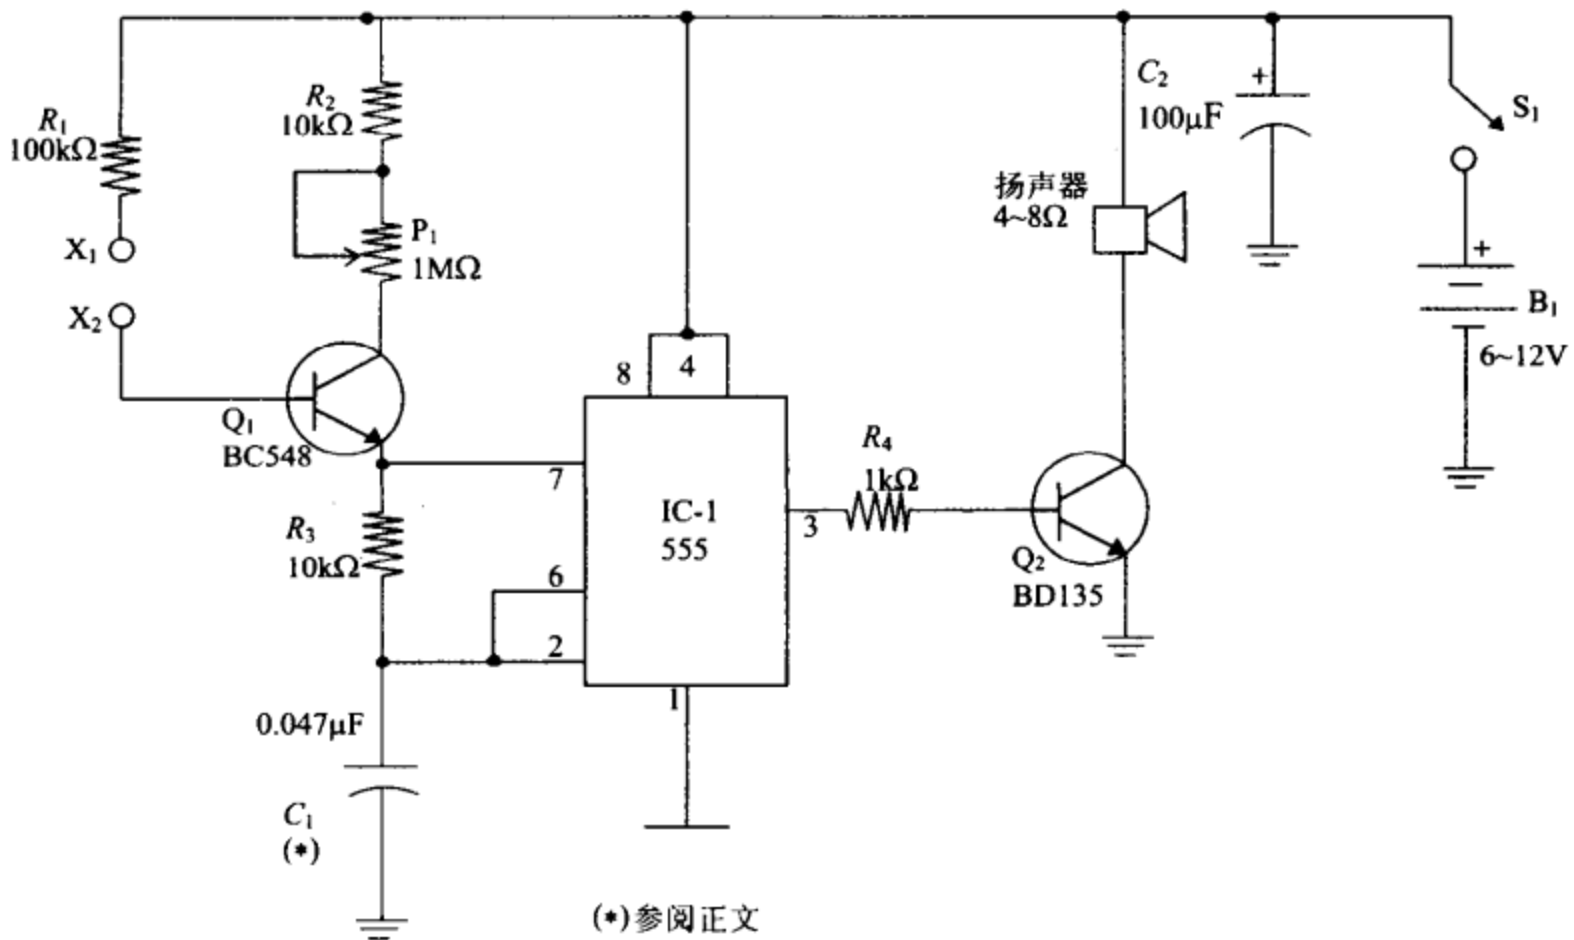 R1
100kΩ
X1
X2
R2
10kΩ
P1
1MΩ
Q1
BC548
R3
10kΩ
0.047μF
C1
(*)
8
4
7
6
2
1
3
IC-1
555
R4
1kΩ
Q2
BD135
扬声器
4~8Ω
C2
100μF
+
S1
+
B1
6~12V
(*)参阅正文